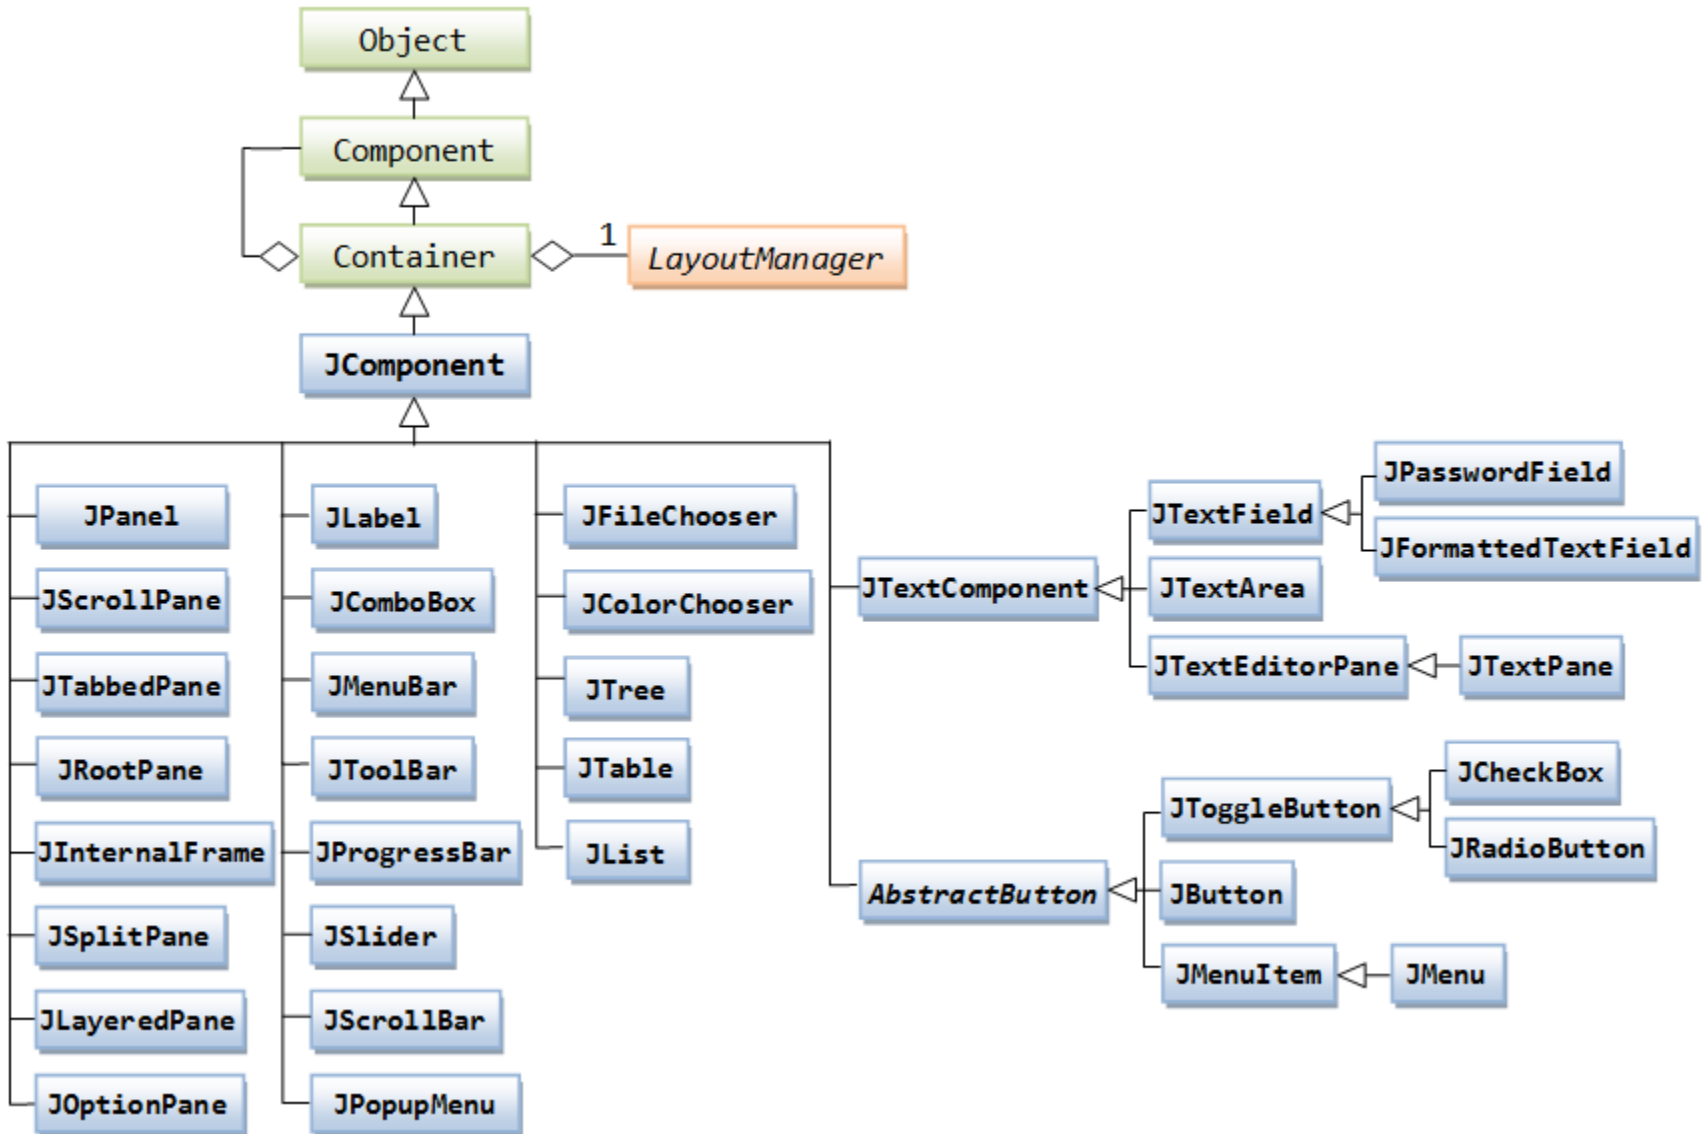 Object
Component
Container
1
LayoutManager
JComponent
JPanel
JScrollPane
JTabbedPane
JRootPane
JInternalFrame
JSplitPane
JLayeredPane
JOptionPane
JLabel
JComboBox
JMenuBar
JToolBar
JProgressBar
JSlider
JScrollBar
JPopupMenu
JFileChooser
JColorChooser
JTree
JTable
JList
JTextComponent
JTextField
JPasswordField
JFormattedTextField
JTextArea
JTextEditorPane
JTextPane
AbstractButton
JToggleButton
JCheckBox
JRadioButton
JButton
JMenuItem
JMenu